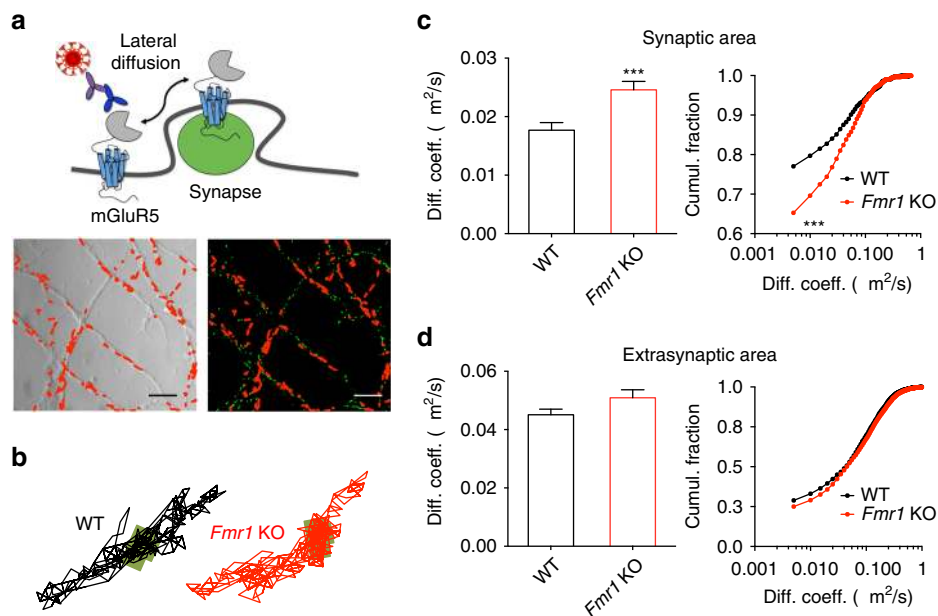 a
Lateral
diffusion
Synapse
mGluR5
b
WT
Fmr1 KO
c
Synaptic area
Diff. coeff. ( m²/s)
0.03
0.02
0.01
0.00
***
WT
Fmr1 KO
Cumul. fraction
1.0
0.9
0.8
0.7
0.6
WT
Fmr1 KO
***
0.001
0.010
0.100
1
Diff. coeff. ( m²/s)
d
Extrasynaptic area
Diff. coeff. ( m²/s)
0.06
0.04
0.02
0.00
WT
Fmr1 KO
Cumul. fraction
1.0
0.8
0.5
0.3
0.0
WT
Fmr1 KO
0.001
0.010
0.100
1
Diff. coeff. ( m²/s)